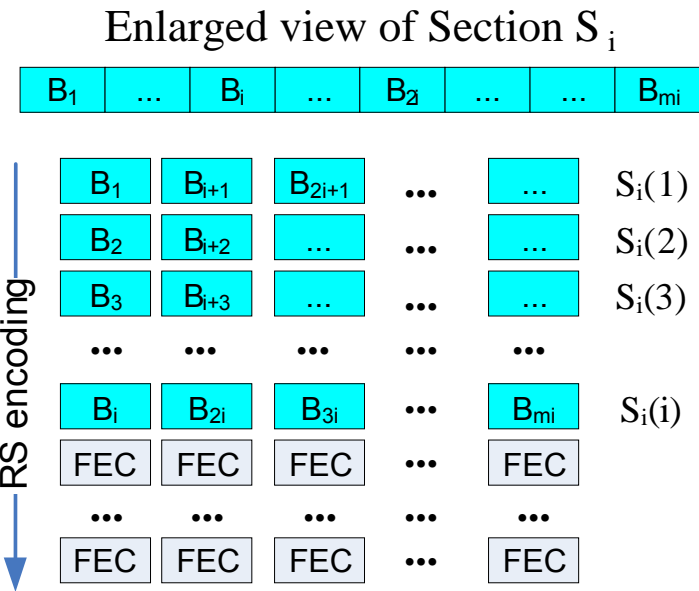 Enlarged view of Section S i
B1 ... Bi ... B2i ... ... Bmi
B1 Bi+1 B2i+1 ... ... Si(1)
B2 Bi+2 ... ... ... Si(2)
B3 Bi+3 ... ... ... Si(3)
... ... ... ... ...
Bi B2i B3i ... Bmi Si(i)
FEC FEC FEC ... FEC
... ... ... ... ...
FEC FEC FEC ... FEC
RS encoding